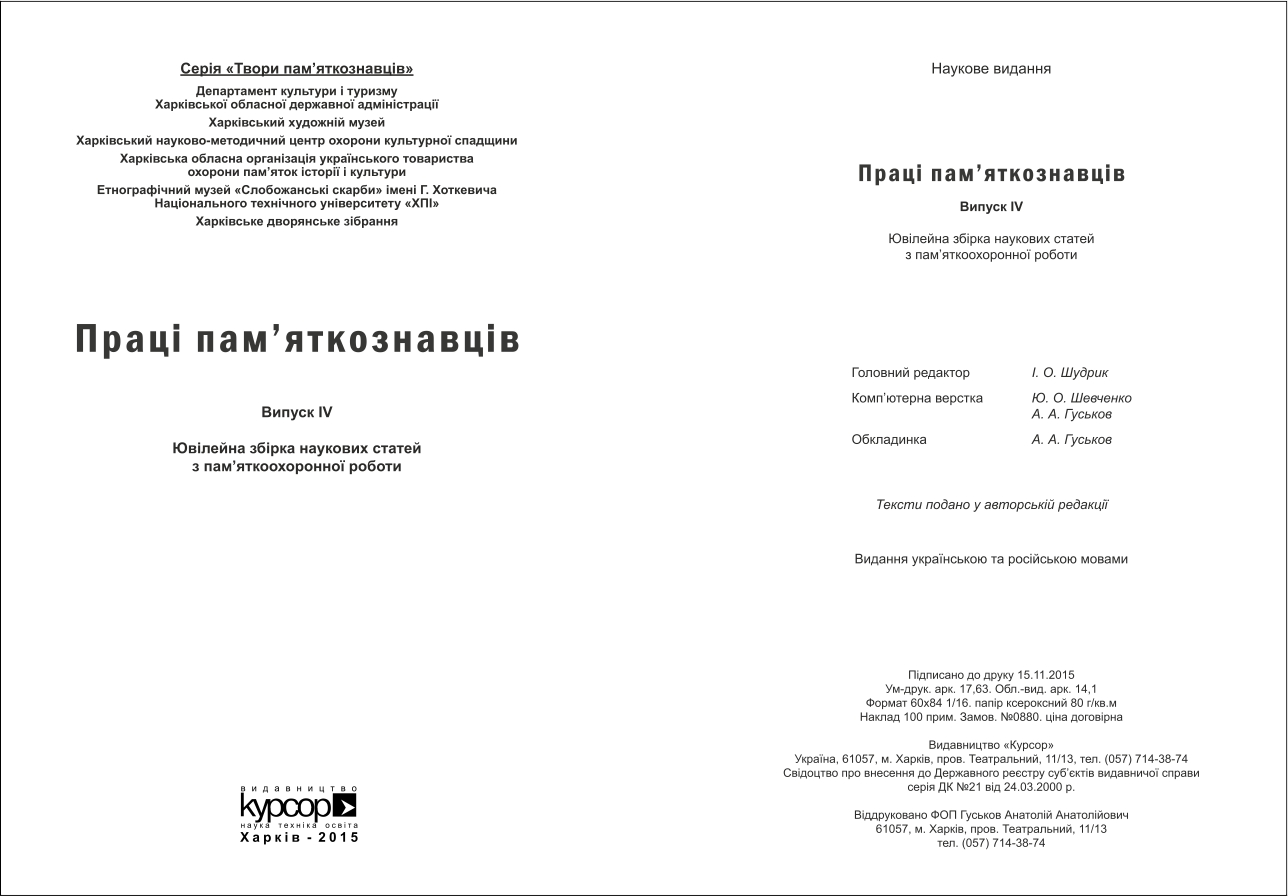 Серія «Твори пам’яткознавців»
Департамент культури і туризму
Харківської обласної державної адміністрації
Харківський художній музей
Харківський науково-методичний центр охорони культурної спадщини
Харківська обласна організація українського товариства
охорони пам’яток історії і культури
Етнографічний музей «Слобожанські скарби» імені Г. Хоткевича
Національного технічного університету «ХПІ»
Харківське дворянське зібрання
Праці пам’яткознавців
Випуск IV
Ювілейна збірка наукових статей
з пам’яткоохоронної роботи
видавництво
курсор
наука техніка освіта
Харків - 2015
Наукове видання
Праці пам’яткознавців
Випуск IV
Ювілейна збірка наукових статей
з пам’яткоохоронної роботи
Головний редактор І. О. Шудрик
Комп’ютерна верстка Ю. О. Шевченко
А. А. Гуськов
Обкладинка А. А. Гуськов
Тексти подано у авторській редакції
Видання українською та російською мовами
Підписано до друку 15.11.2015
Ум-друк. арк. 17,63. Обл.-вид. арк. 14,1
Формат 60х84 1/16. папір ксероксний 80 г/кв.м
Наклад 100 прим. Замов. №0880. ціна договірна
Видавництво «Курсор»
Україна, 61057, м. Харків, пров. Театральний, 11/13, тел. (057) 714-38-74
Свідоцтво про внесення до Державного реєстру суб’єктів видавничої справи
серія ДК №21 від 24.03.2000 р.
Віддруковано ФОП Гуськов Анатолій Анатолійович
61057, м. Харків, пров. Театральний, 11/13
тел. (057) 714-38-74